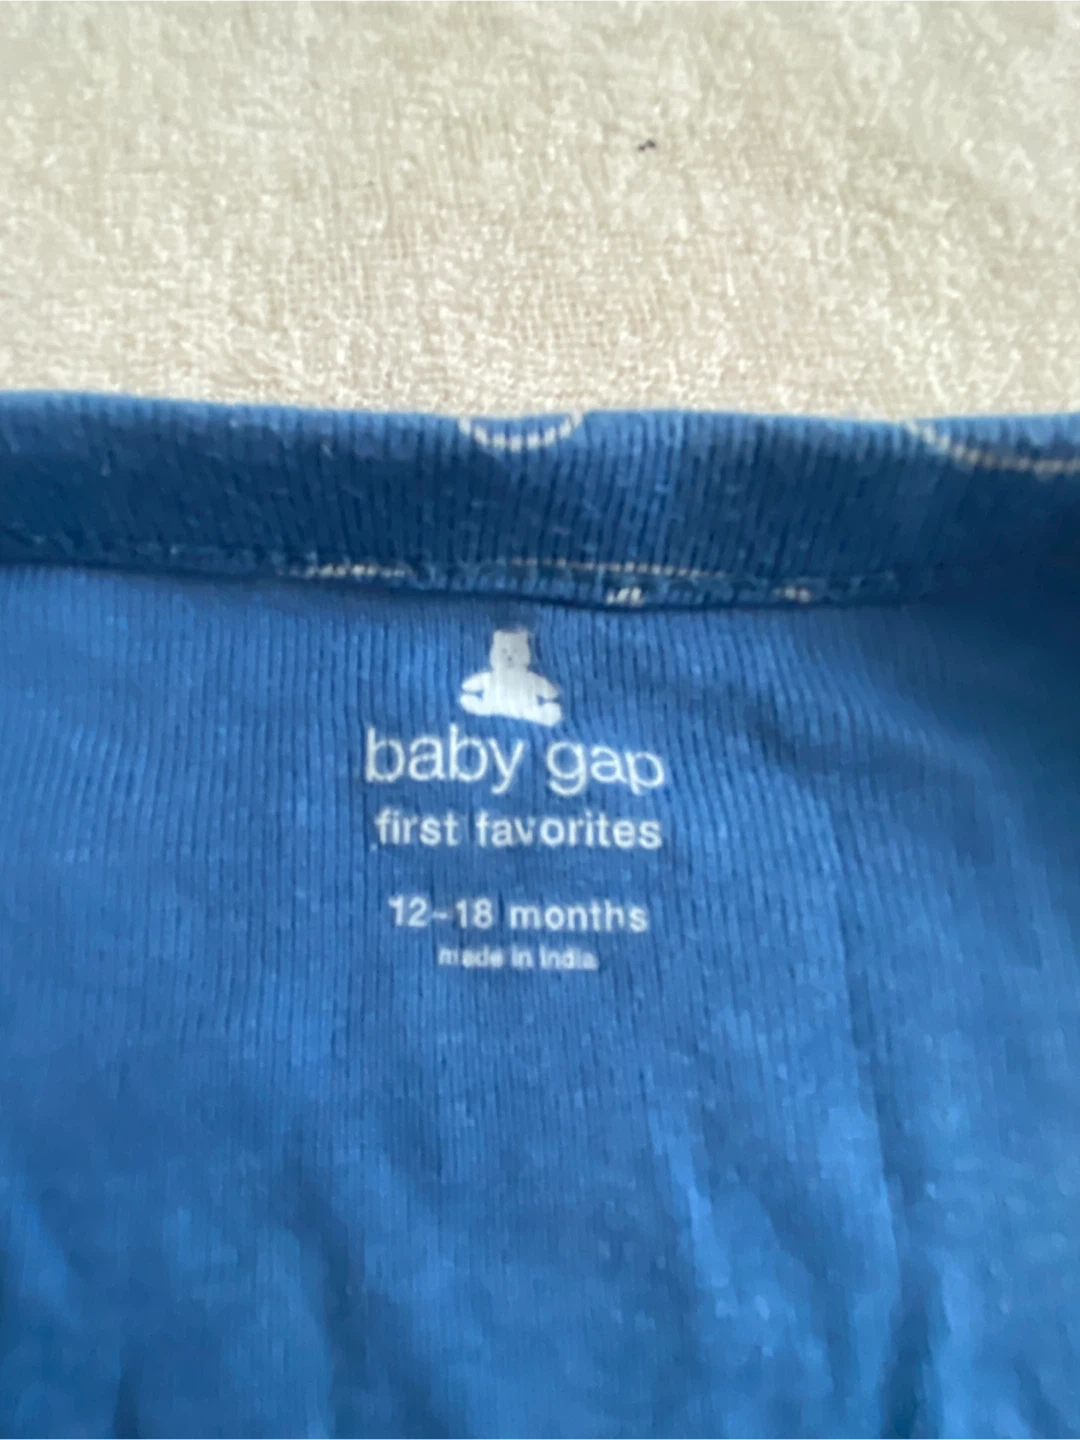 baby gap
first favorites
12-18 months
made in India